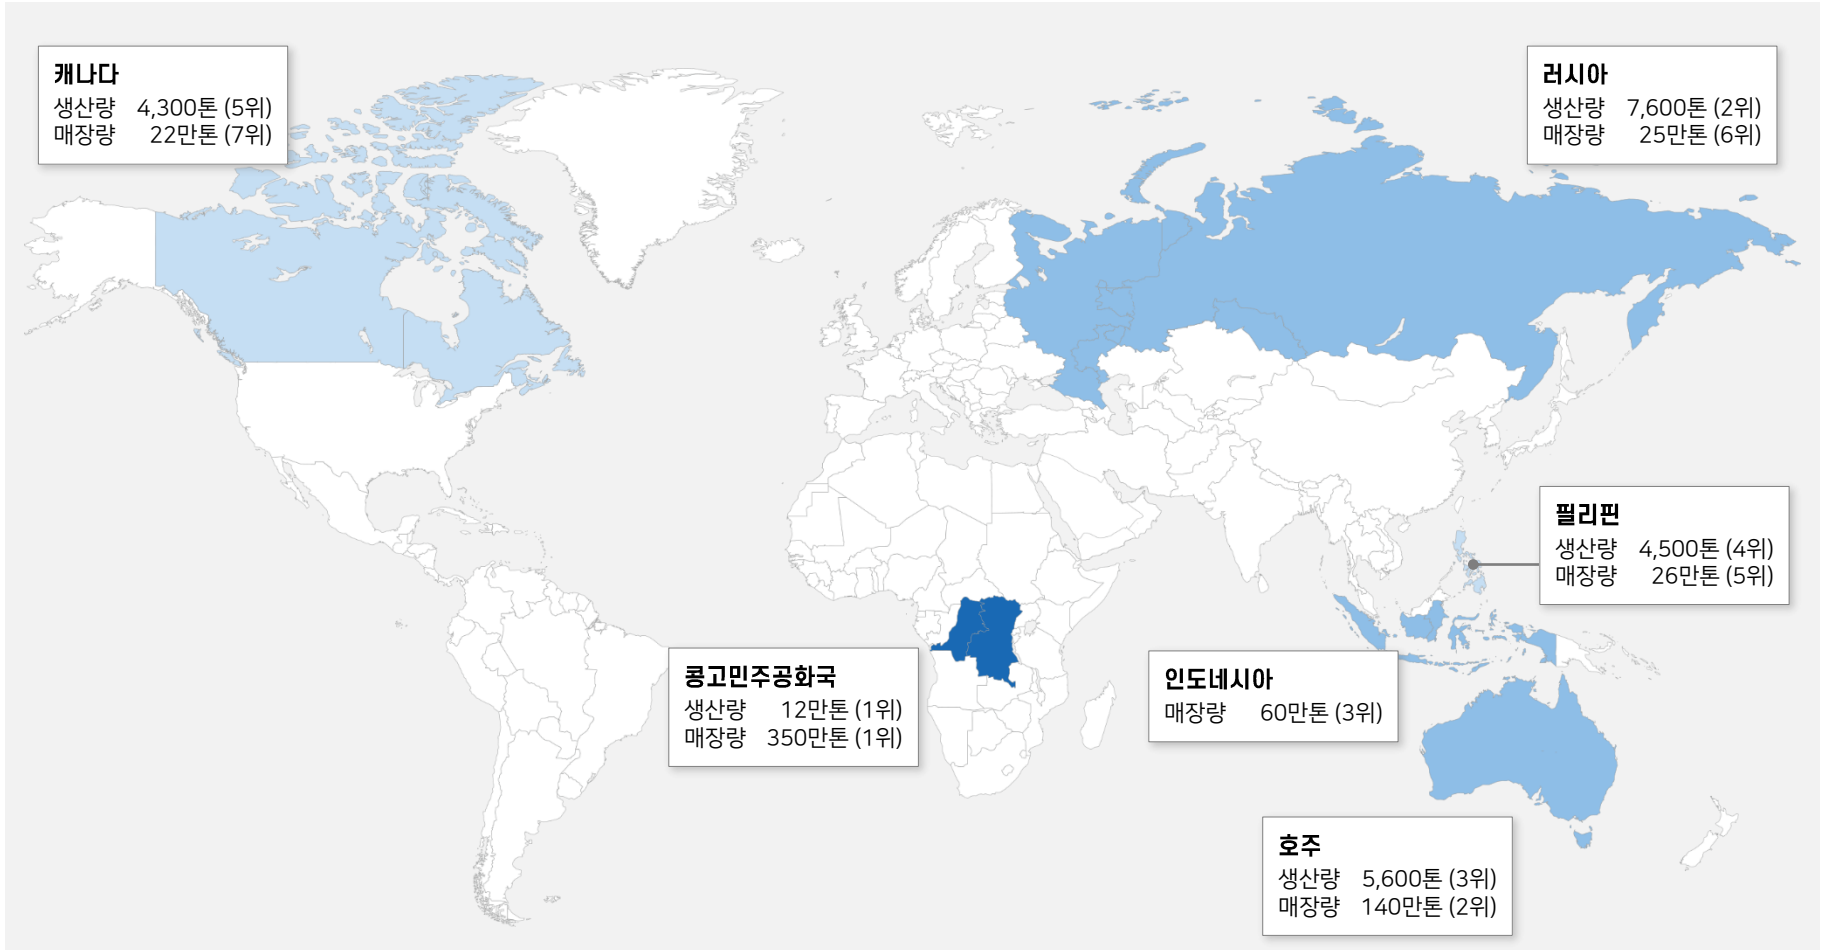 캐나다
생산량 4,300톤 (5위)
매장량 22만톤 (7위)
러시아
생산량 7,600톤 (2위)
매장량 25만톤 (6위)
필리핀
생산량 4,500톤 (4위)
매장량 26만톤 (5위)
콩고민주공화국
생산량 12만톤 (1위)
매장량 350만톤 (1위)
인도네시아
매장량 60만톤 (3위)
호주
생산량 5,600톤 (3위)
매장량 140만톤 (2위)